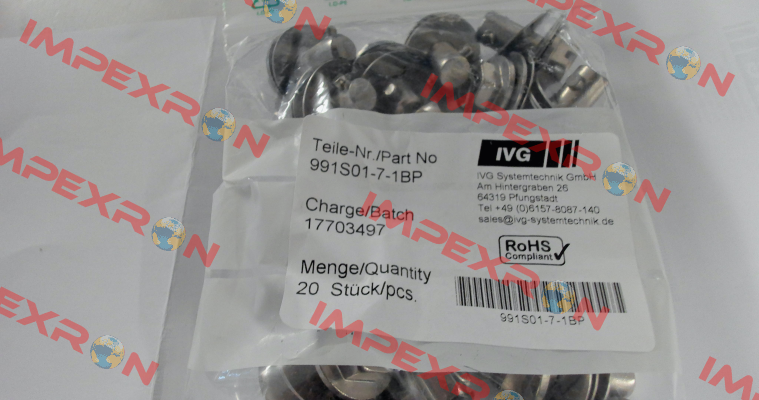 Teile-Nr./Part No
991S01-7-1BP
Charge/Batch
17703497
Menge/Quantity
20 Stück/pcs.
IVG
IVG Systemtechnik GmbH
Am Hintergraben 26
64319 Pfungstadt
Tel +49 (0)6157-8087-140
sales@ivg-systemtechnik.de
RoHS
Compliant
991S01-7-1BP
IMPEXRON
IMPEXRON
IMPEXRON
IMPEXRON
IMPEXRON
IMPEXRON